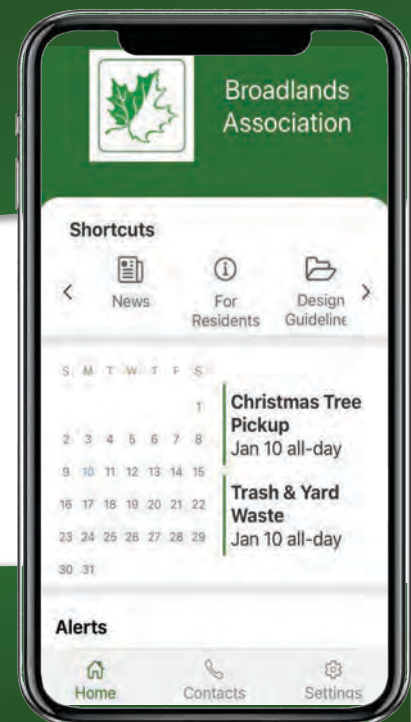 Broadlands
Association
Shortcuts
News
For
Residents
Design
Guideline
S M T W T F S
1
2 3 4 5 6 7 8
9 10 11 12 13 14 15
16 17 18 19 20 21 22
23 24 25 26 27 28 29
30 31
Christmas Tree
Pickup
Jan 10 all-day
Trash & Yard
Waste
Jan 10 all-day
Alerts
Home
Contacts
Settings